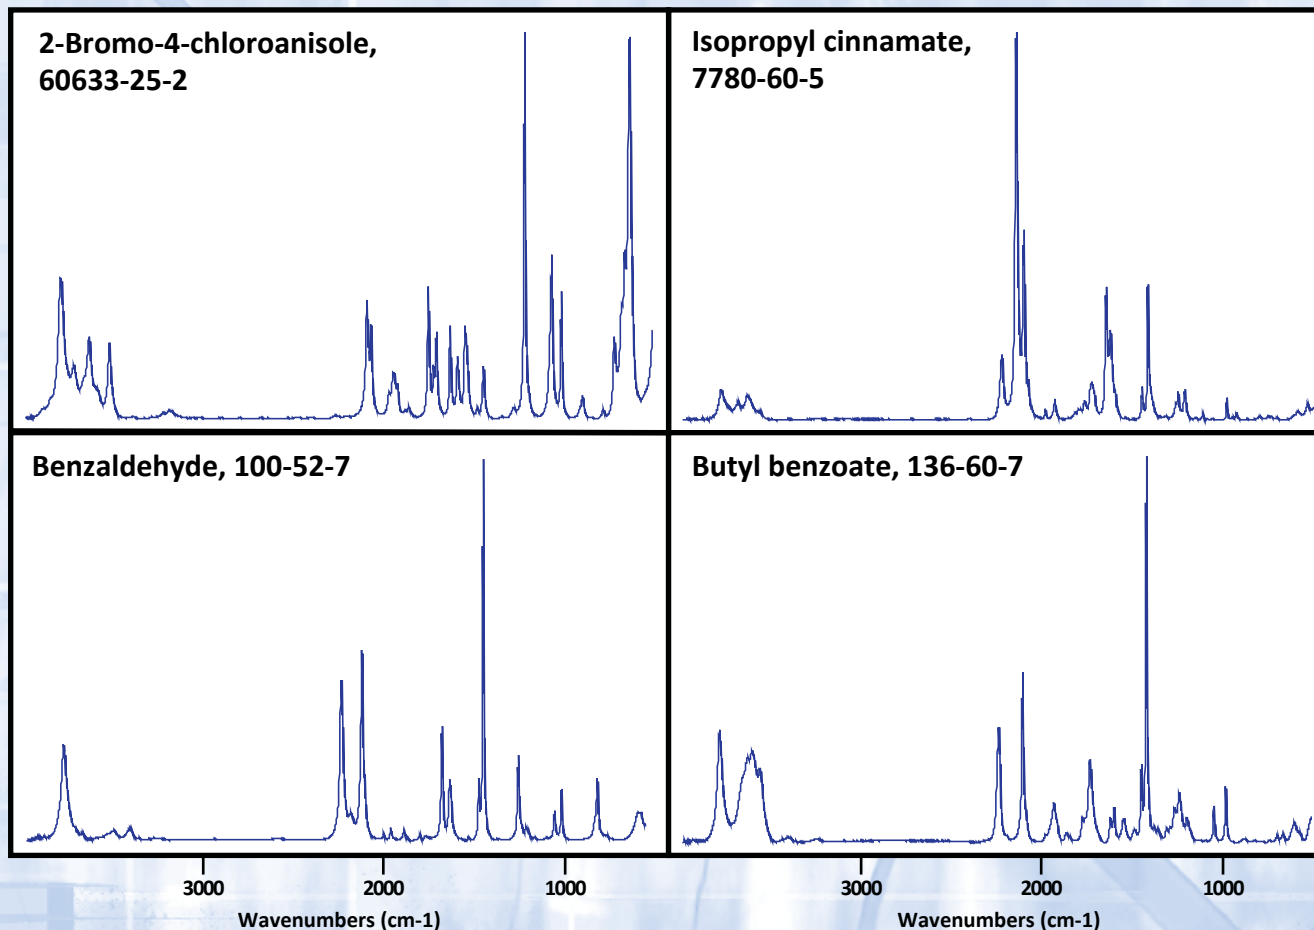 2-Bromo-4-chloroanisole,
60633-25-2
Isopropyl cinnamate,
7780-60-5
Benzaldehyde, 100-52-7
Butyl benzoate, 136-60-7
3000 2000 1000
Wavenumbers (cm-1)
3000 2000 1000
Wavenumbers (cm-1)